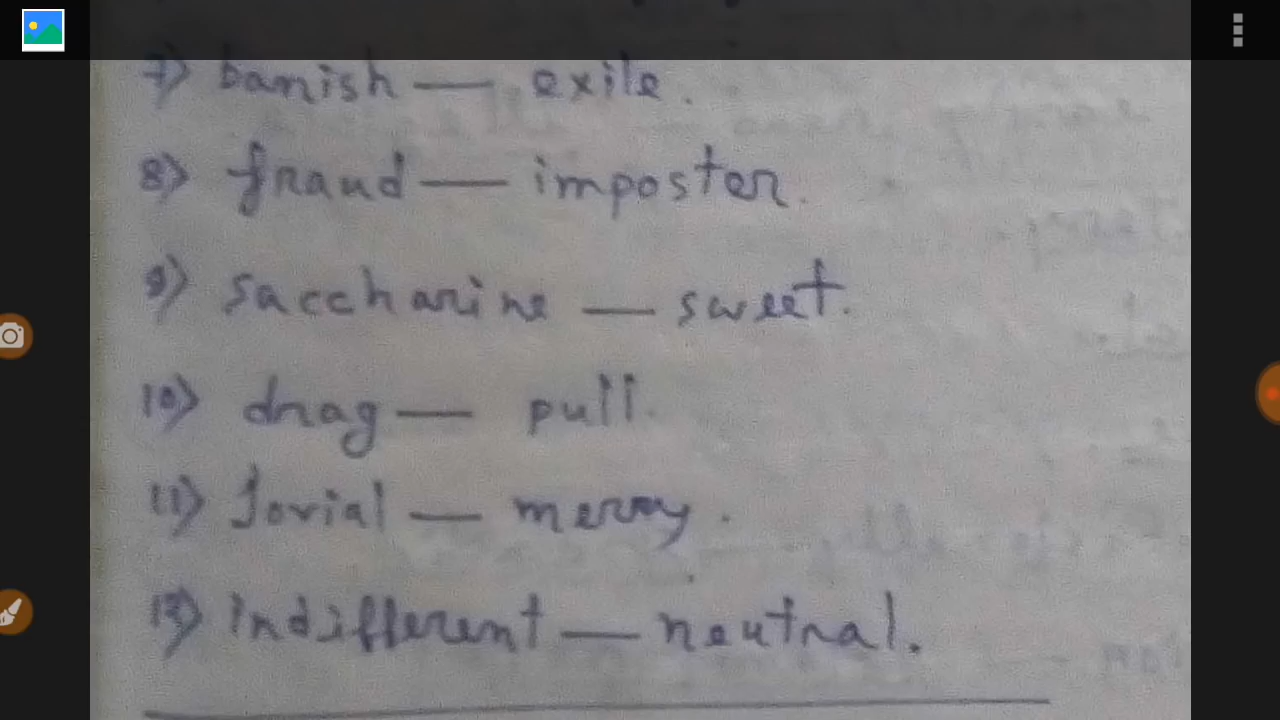 7) banish — exile.
8) fraud — imposter.
9) saccharine — sweet.
10) drag — pull.
11) Jovial — merry.
12) indifferent — neutral.